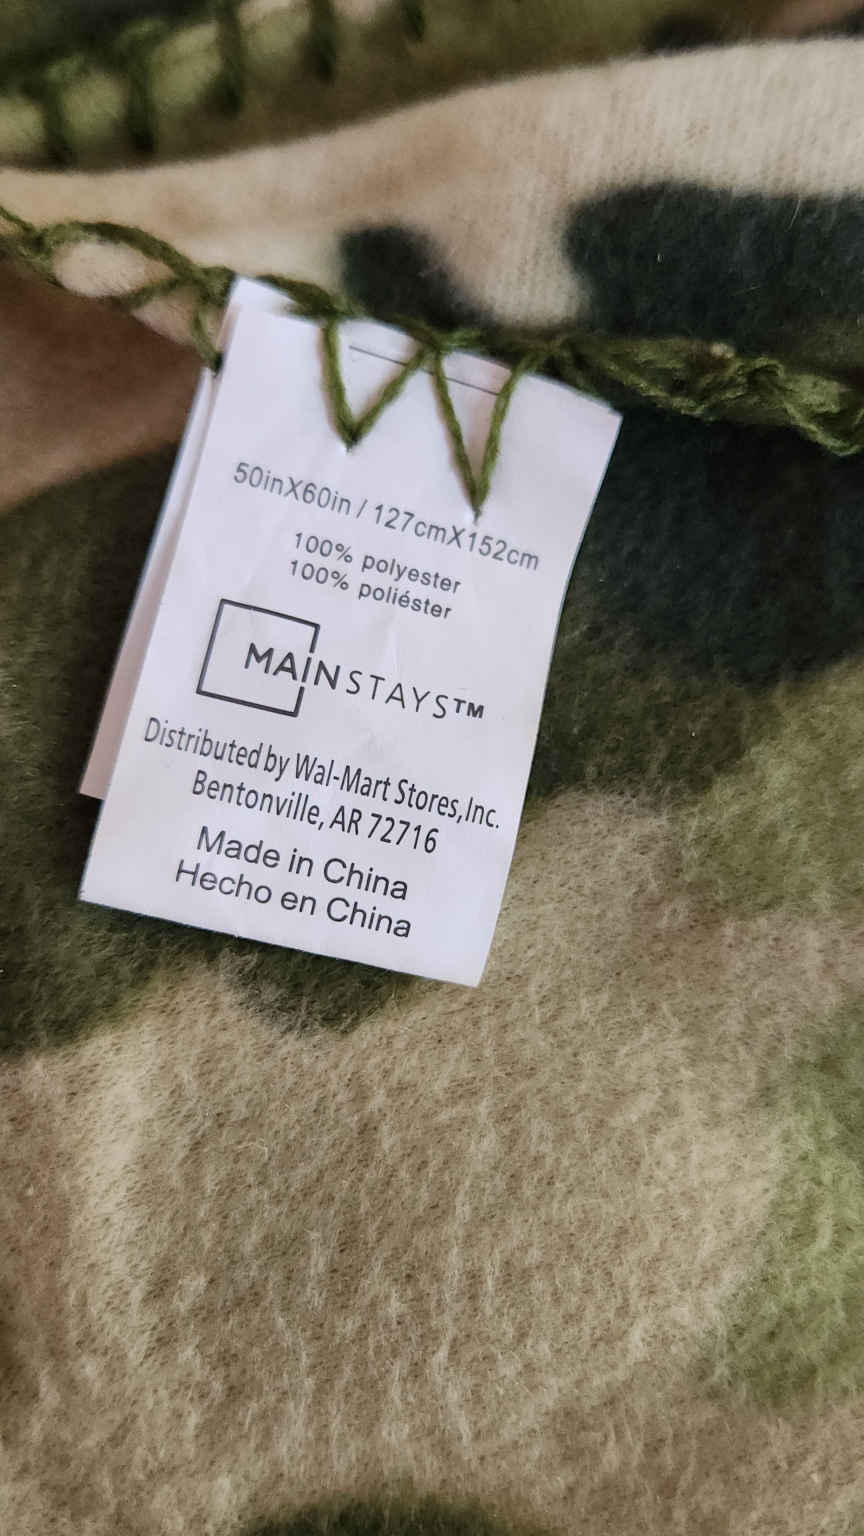 50inX60in / 127cmX152cm
100% polyester
100% poliéster
MAINSTAYS™
Distributed by Wal-Mart Stores,Inc.
Bentonville, AR 72716
Made in China
Hecho en China